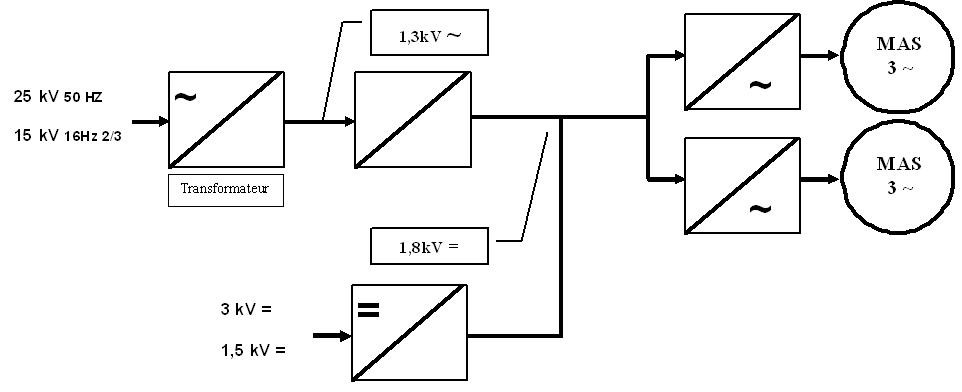 1,3kV ~
MAS
3 ~
25 kV 50 HZ
15 kV 16Hz 2/3
~
~
Transformateur
MAS
3 ~
~
1,8kV =
3 kV =
1,5 kV =
=